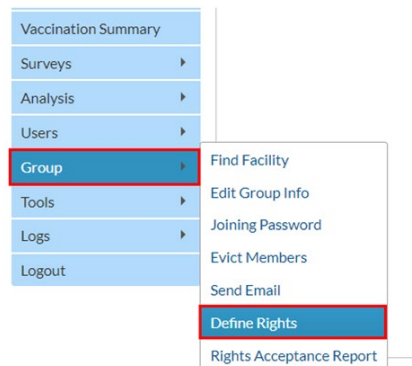 Vaccination Summary
Surveys
Analysis
Users
Group
Tools
Logs
Logout
Find Facility
Edit Group Info
Joining Password
Evict Members
Send Email
Define Rights
Rights Acceptance Report